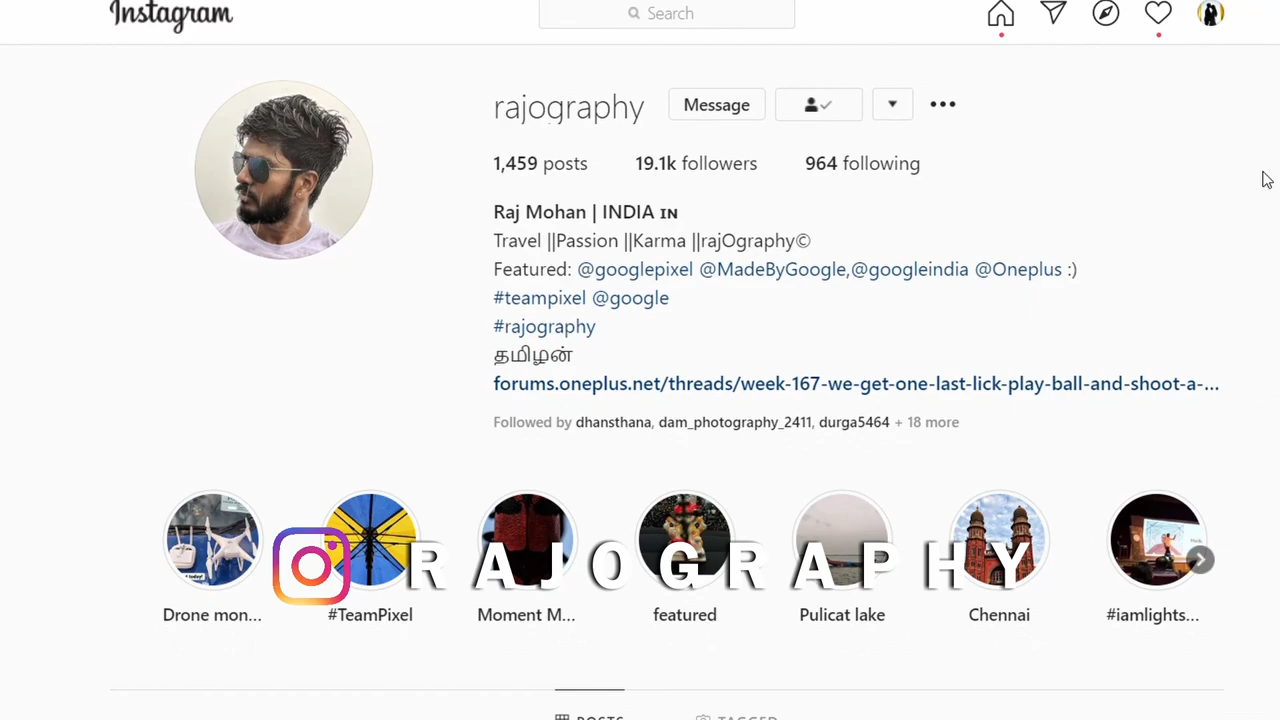 Instagram
Search
rajography Message
1,459 posts 19.1k followers 964 following
Raj Mohan | INDIA IN
Travel ||Passion ||Karma ||rajOgraphy©
Featured: @googlepixel @MadeByGoogle,@googleindia @Oneplus :)
#teampixel @google
#rajography
தமிழன்
forums.oneplus.net/threads/week-167-we-get-one-last-lick-play-ball-and-shoot-a-...
Followed by dhansthana, dam_photography_2411, durga5464 + 18 more
RAJOGRAPHY
Drone mon... #TeamPixel Moment M... featured Pulicat lake Chennai #iamlights...
POSTS TAGGED